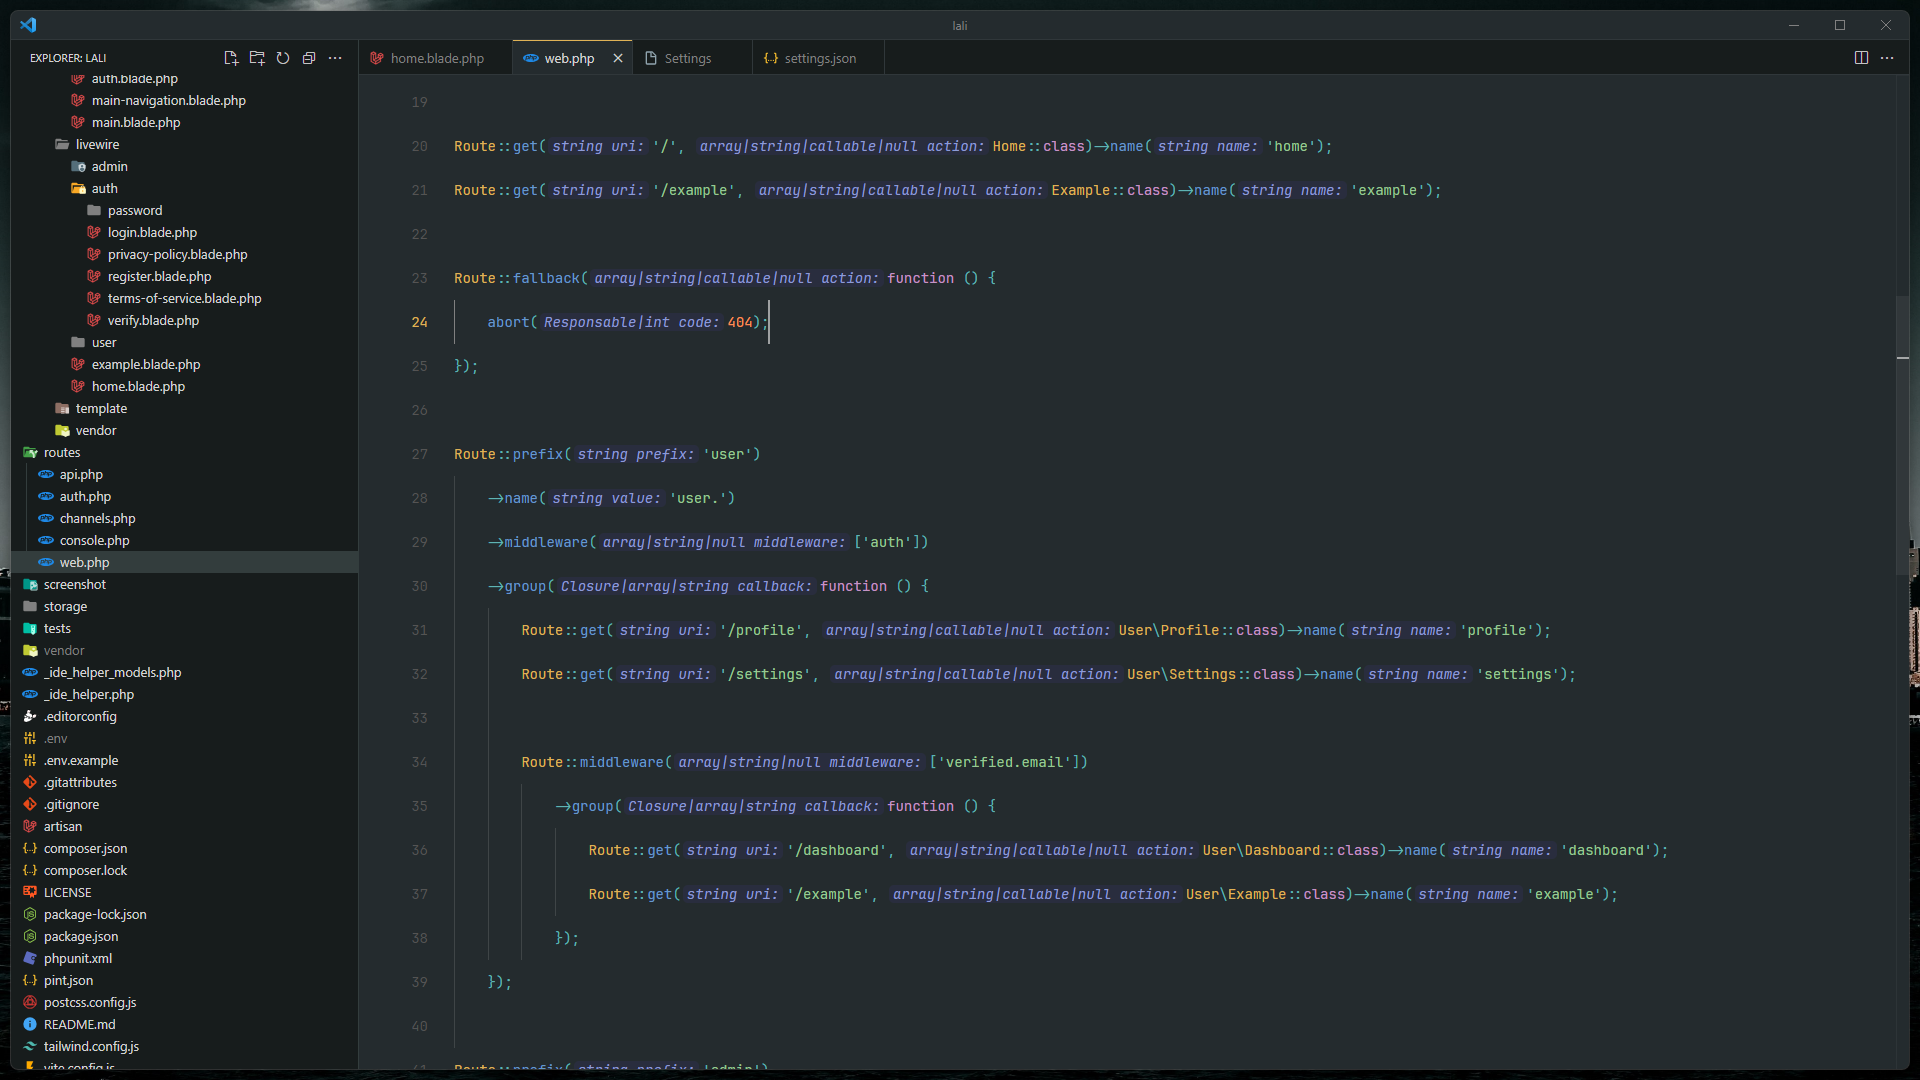 lali
EXPLORER: LALI
auth.blade.php
main-navigation.blade.php
main.blade.php
livewire
admin
auth
password
login.blade.php
privacy-policy.blade.php
register.blade.php
terms-of-service.blade.php
verify.blade.php
user
example.blade.php
home.blade.php
template
vendor
routes
api.php
auth.php
channels.php
console.php
web.php
screenshot
storage
tests
vendor
_ide_helper_models.php
_ide_helper.php
.editorconfig
.env
.env.example
.gitattributes
.gitignore
artisan
composer.json
composer.lock
LICENSE
package-lock.json
package.json
phpunit.xml
pint.json
postcss.config.js
README.md
tailwind.config.js
vite.config.js
home.blade.php
web.php
Settings
settings.json
19
20 Route::get( string uri: '/', array|string|callable|null action: Home::class)->name( string name: 'home');
21 Route::get( string uri: '/example', array|string|callable|null action: Example::class)->name( string name: 'example');
22
23 Route::fallback( array|string|callable|null action: function () {
24 abort( Responsable|int code: 404);
25 });
26
27 Route::prefix( string prefix: 'user')
28 ->name( string value: 'user.')
29 ->middleware( array|string|null middleware: ['auth'])
30 ->group( Closure|array|string callback: function () {
31 Route::get( string uri: '/profile', array|string|callable|null action: User\Profile::class)->name( string name: 'profile');
32 Route::get( string uri: '/settings', array|string|callable|null action: User\Settings::class)->name( string name: 'settings');
33
34 Route::middleware( array|string|null middleware: ['verified.email'])
35 ->group( Closure|array|string callback: function () {
36 Route::get( string uri: '/dashboard', array|string|callable|null action: User\Dashboard::class)->name( string name: 'dashboard');
37 Route::get( string uri: '/example', array|string|callable|null action: User\Example::class)->name( string name: 'example');
38 });
39 });
40
41 Route::prefix( string prefix: 'admin')